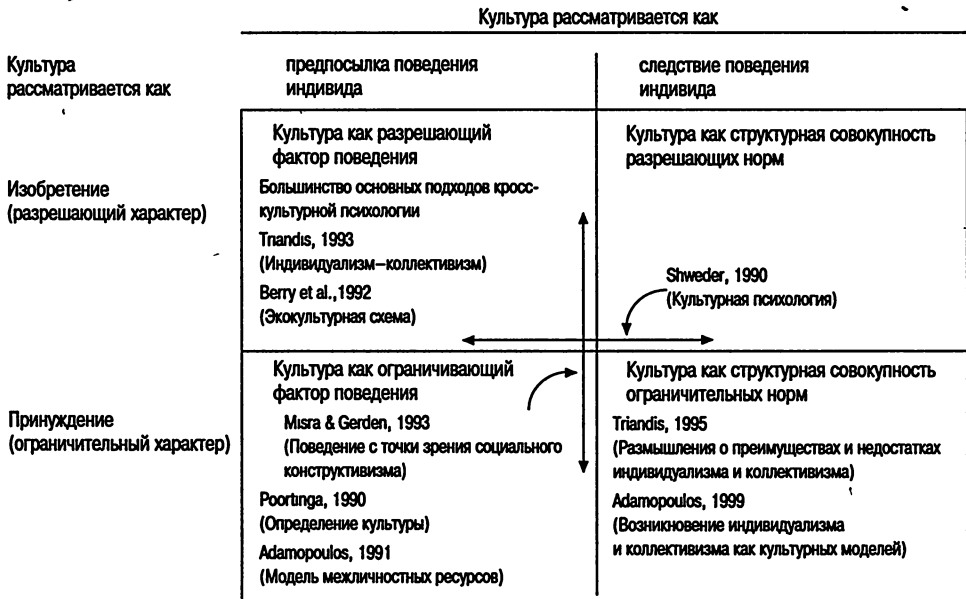 Культура рассматривается как
Культура
рассматривается как
предпосылка поведения
индивида
следствие поведения
индивида
Изобретение
(разрешающий характер)
Культура как разрешающий
фактор поведения
Большинство основных подходов кросс-
культурной психологии
Trıandıs, 1993
(Индивидуализм–коллективизм)
Berry et al.,1992
(Экокультурная схема)
Культура как структурная совокупность
разрешающих норм
Shweder, 1990
(Культурная психология)
Принуждение
(ограничительный характер)
Культура как ограничивающий
фактор поведения
Mısra & Gerden, 1993
(Поведение с точки зрения социального
конструктивизма)
Poortınga, 1990
(Определение культуры)
Adamopoulos, 1991
(Модель межличностных ресурсов)
Культура как структурная совокупность
ограничительных норм
Triandis, 1995
(Размышления о преимуществах и недостатках
индивидуализма и коллективизма)
Adamopoulos, 1999
(Возникновение индивидуализма
и коллективизма как культурных моделей)